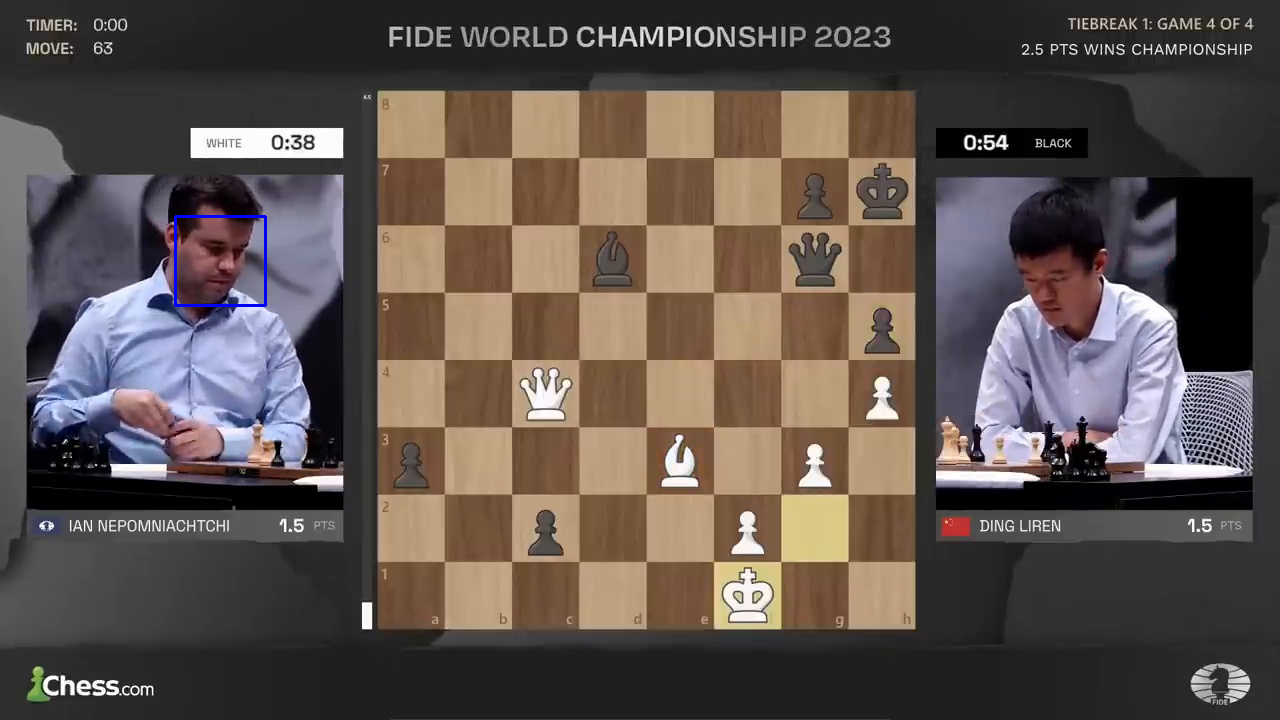 TIMER: 0:00
MOVE: 63
FIDE WORLD CHAMPIONSHIP 2023
TIEBREAK 1: GAME 4 OF 4
2.5 PTS WINS CHAMPIONSHIP
WHITE 0:38
0:54 BLACK
8
7
6
5
4
3
2
1
a b c d e f g h
IAN NEPOMNIACHTCHI 1.5 PTS
DING LIREN 1.5 PTS
Chess.com
FIDE